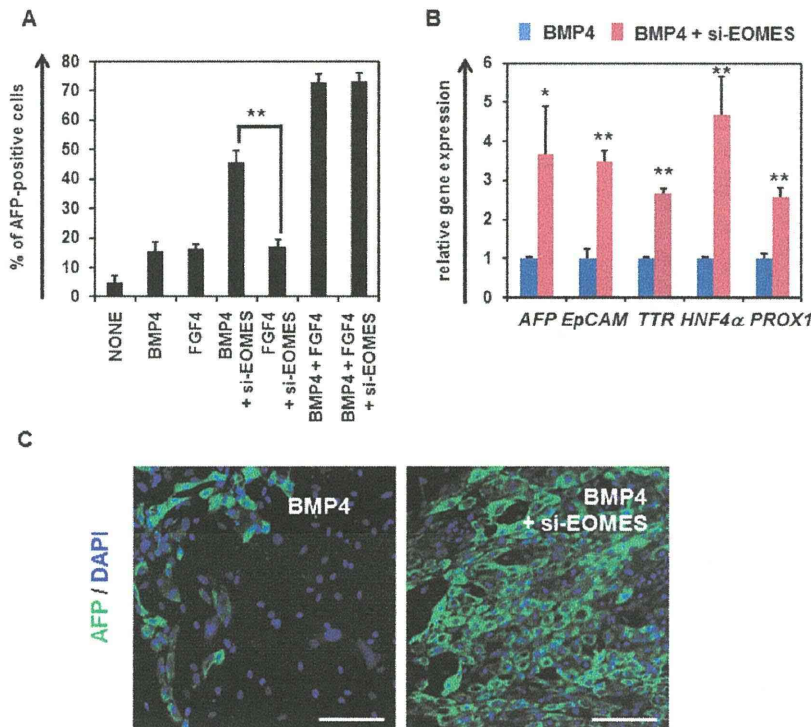 A
% of AFP-positive cells
80
70
60
50
40
30
20
10
0
**
NONE
BMP4
FGF4
BMP4
+ si-EOMES
FGF4
+ si-EOMES
BMP4 + FGF4
BMP4 + FGF4
+ si-EOMES
B
BMP4
BMP4 + si-EOMES
relative gene expression
6
5
4
3
2
1
0
*
**
**
**
**
AFP EpCAM TTR HNF4α PROX1
C
AFP / DAPI
BMP4
BMP4
+ si-EOMES